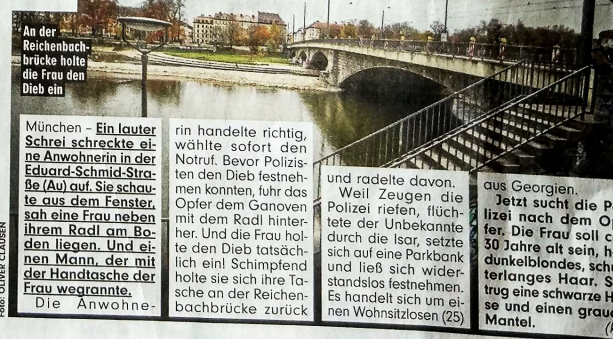 An der
Reichenbach-
brücke holte
die Frau den
Dieb ein
München – Ein lauter
Schrei schreckte ei-
ne Anwohnerin in der
Eduard-Schmid-Stra-
ße (Au) auf. Sie schau-
te aus dem Fenster,
sah eine Frau neben
ihrem Radl am Bo-
den liegen. Und ei-
nen Mann, der mit
der Handtasche der
Frau wegrannte.
Die Anwohne-
rin handelte richtig,
wählte sofort den
Notruf. Bevor Polizis-
ten den Dieb festneh-
men konnten, fuhr das
Opfer dem Ganoven
mit dem Radl hinter-
her. Und die Frau hol-
te den Dieb tatsäch-
lich ein! Schimpfend
holte sie sich ihre Ta-
sche an der Reichen-
bachbrücke zurück
und radelte davon.
Weil Zeugen die
Polizei riefen, flüch-
tete der Unbekannte
durch die Isar, setzte
sich auf eine Parkbank
und ließ sich wider-
standslos festnehmen.
Es handelt sich um ei-
nen Wohnsitzlosen (25)
aus Georgien.
Jetzt sucht die P
lizei nach dem Op
fer. Die Frau soll c
30 Jahre alt sein, h
dunkelblondes, sch
terlanges Haar. S
trug eine schwarze H
se und einen grau
Mantel.
Foto: OLIVER CLAUSEN